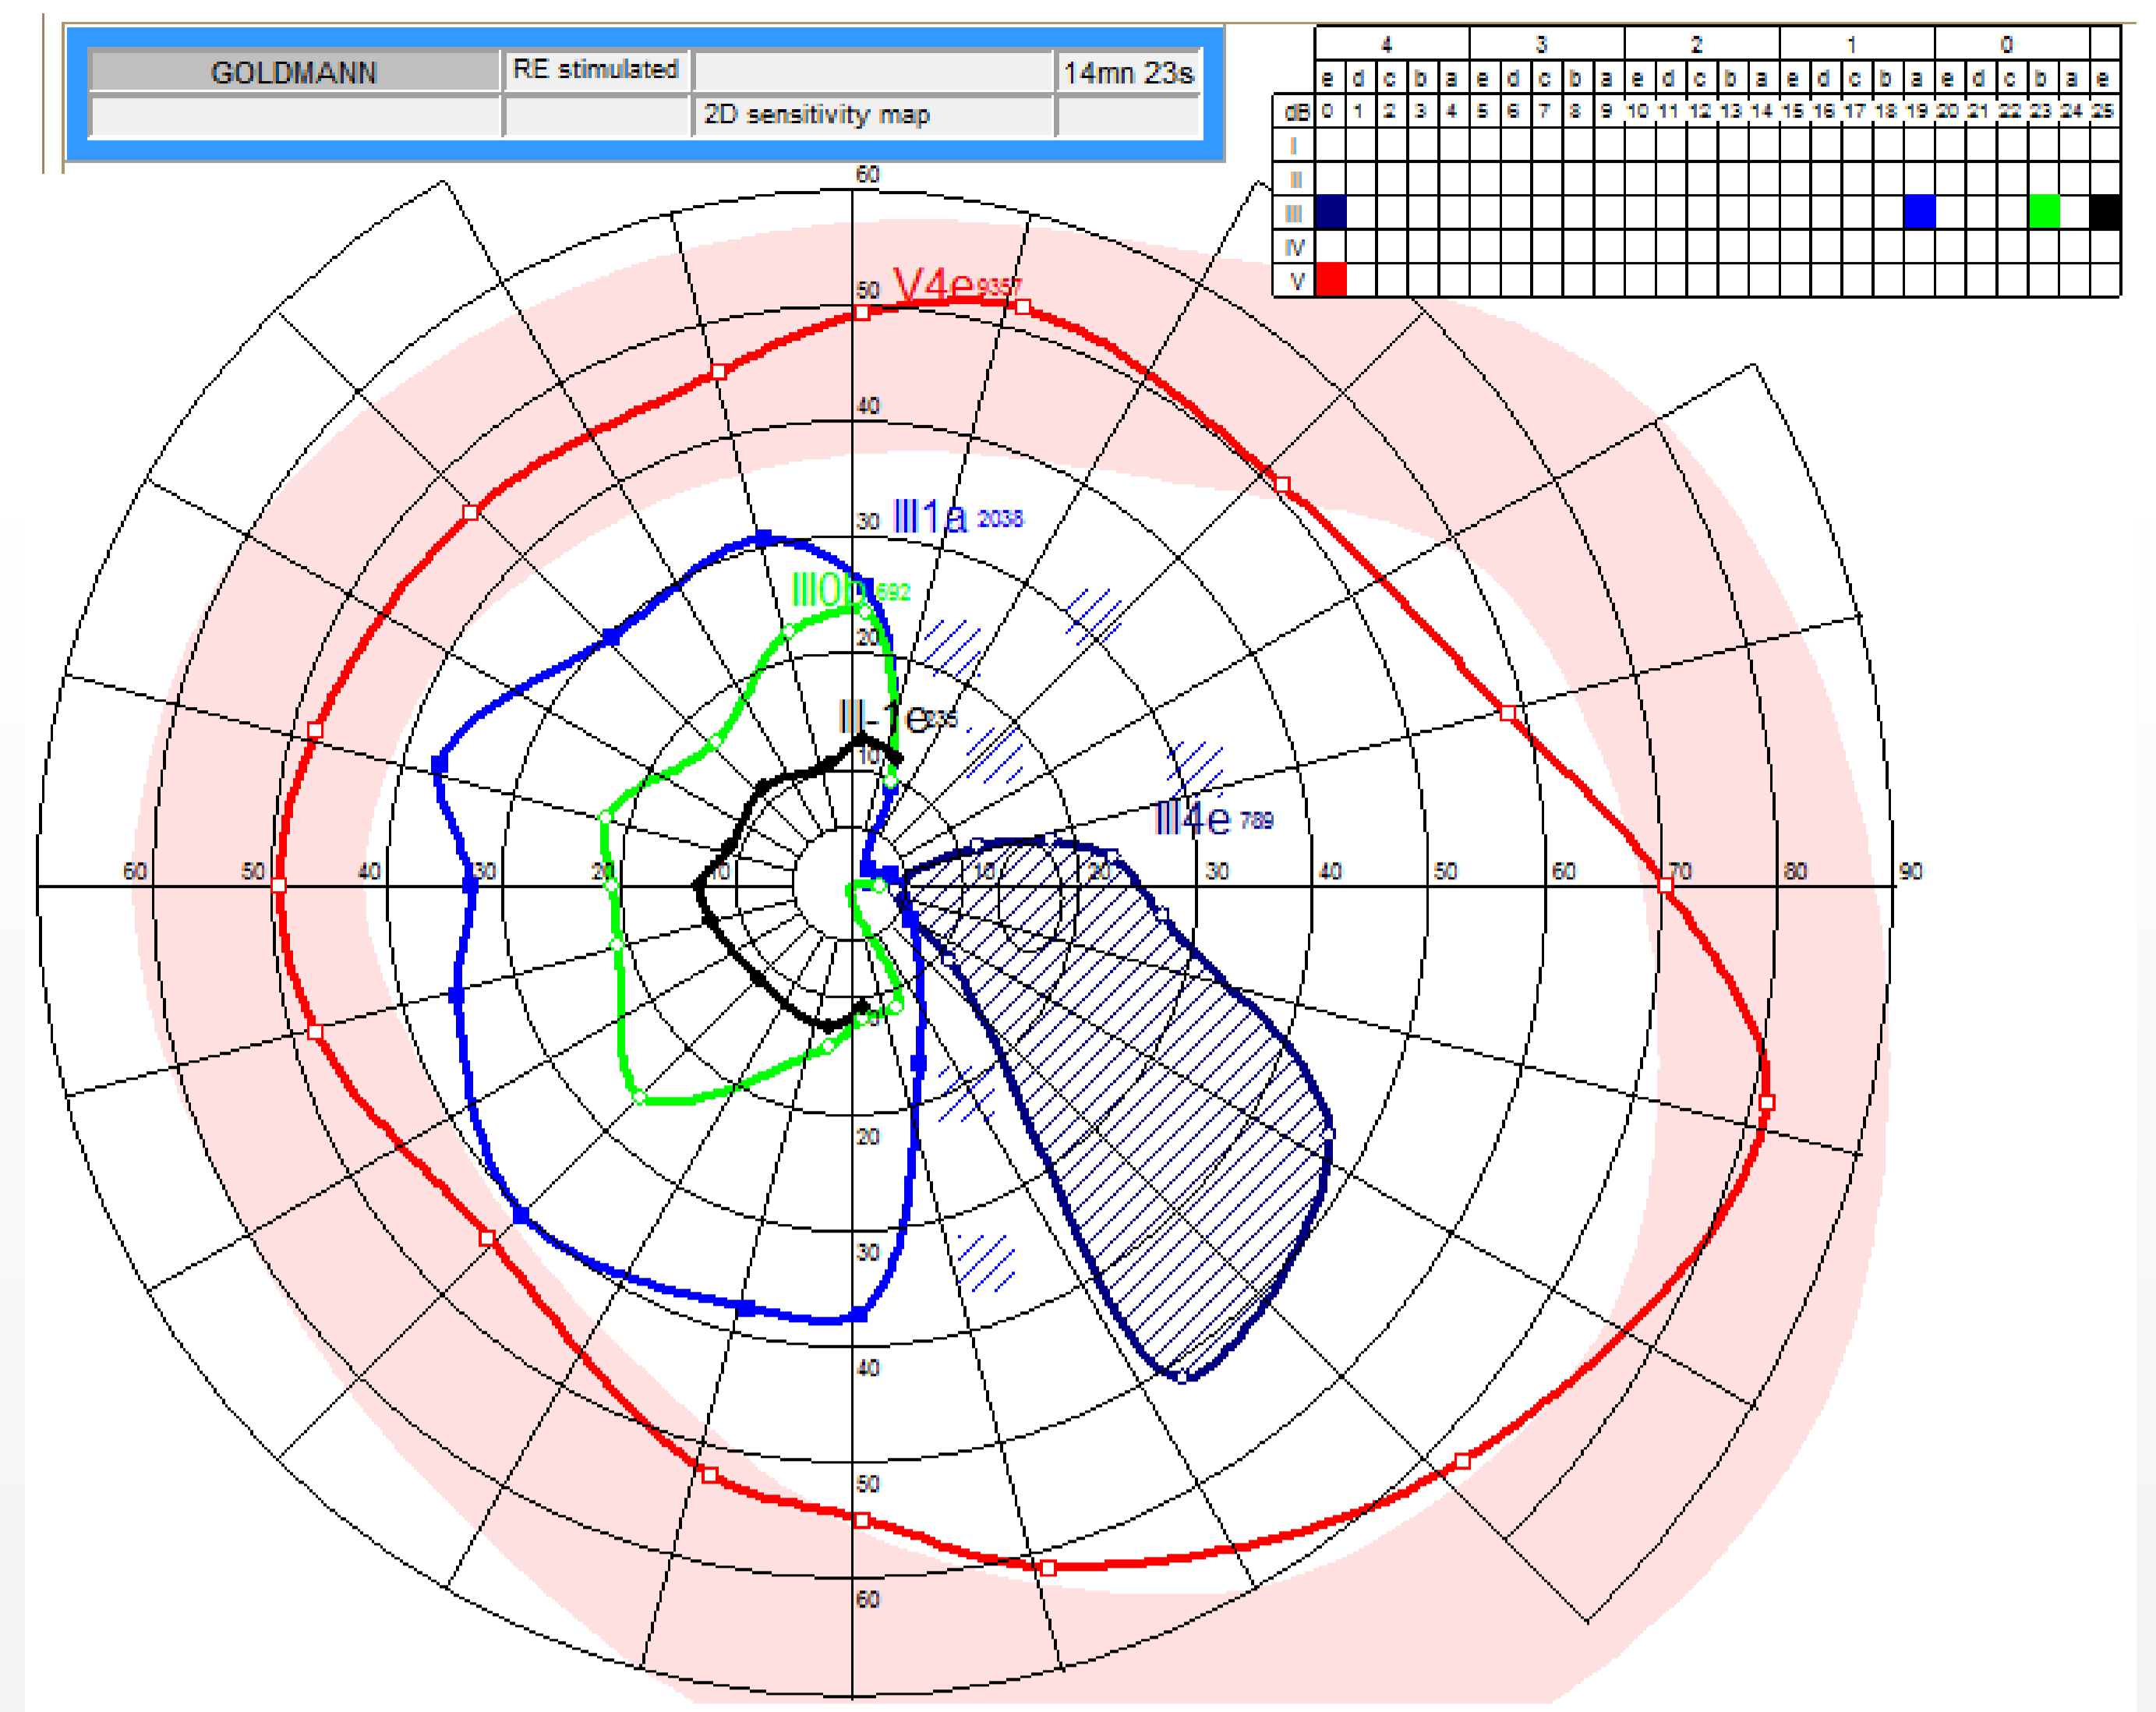 GOLDMANN RE stimulated 14mn 23s
2D sensitivity map
4 3 2 1 0
e d c b a e d c b a e d c b a e d c b a e d c b a e
dB 0 1 2 3 4 5 6 7 8 9 10 11 12 13 14 15 16 17 18 19 20 21 22 23 24 25
I
III
IV
V
60
V4e 9357
50
40
III1a 2038
30
III0b 592
20
III-1e
10
III4e 789
60 50 40 30 20 10 10 20 30 40 50 60 70 80 90
20
30
40
50
60